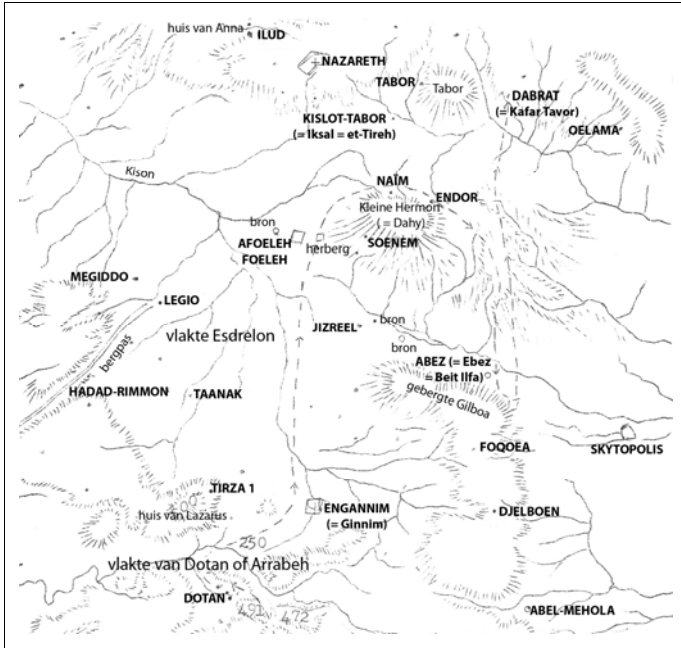 huis van Anna
ILUD
NAZARETH
TABOR
Tabor
DABRAT
(= Kafar Tavor)
KISLOT-TABOR
(= Iksal = et-Tireh)
OELAMA
Kison
NAÏM
ENDOR
Kleine Hermon
(= Dahy)
bron
AFOELEH
FOELEH
herberg
SOENEM
MEGIDDO
LEGIO
bron
JIZREEL
vlakte Esdrelon
bron
bergpas
ABEZ (= Ebez
= Beit Ilfa)
gebergte Gilboa
HADAD-RIMMON
TAANAK
FOQOEA
SKYTOPOLIS
TIRZA 1
huis van Lazarus
ENGANNIM
(= Ginnim)
DJELBOEN
250
vlakte van Dotan of Arrabeh
DOTAN
491
472
ABEL-MEHOLA